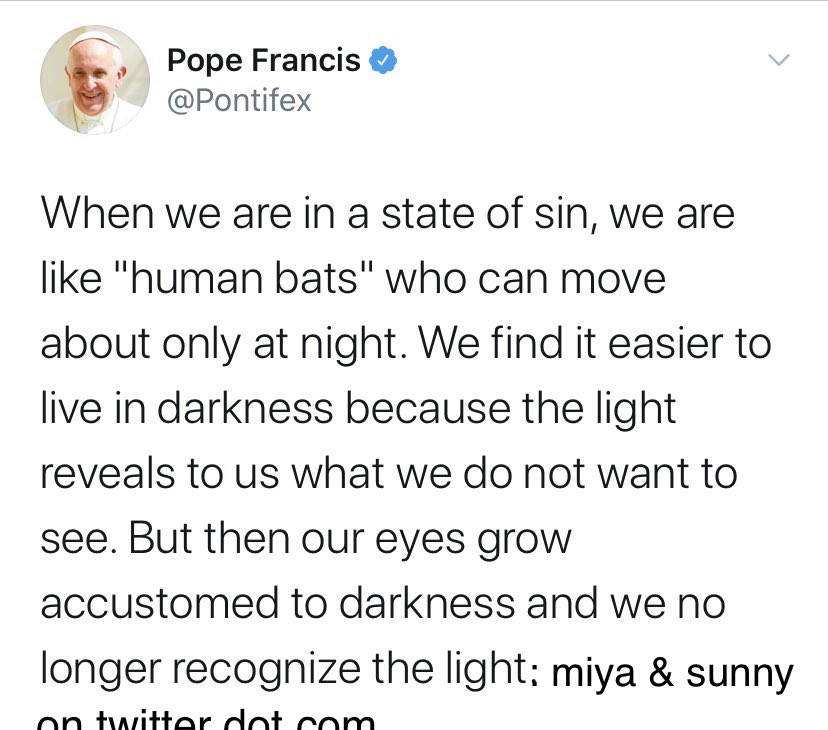 Pope Francis
@Pontifex
When we are in a state of sin, we are
like "human bats" who can move
about only at night. We find it easier to
live in darkness because the light
reveals to us what we do not want to
see. But then our eyes grow
accustomed to darkness and we no
longer recognize the light: miya & sunny
on twitter dot com